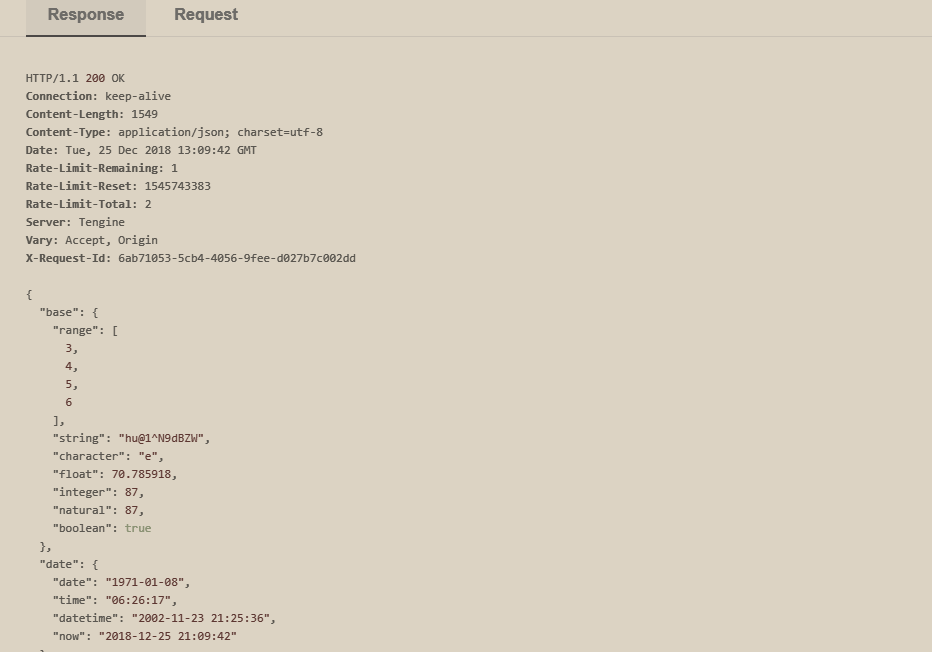 Response Request
HTTP/1.1 200 OK
Connection: keep-alive
Content-Length: 1549
Content-Type: application/json; charset=utf-8
Date: Tue, 25 Dec 2018 13:09:42 GMT
Rate-Limit-Remaining: 1
Rate-Limit-Reset: 1545743383
Rate-Limit-Total: 2
Server: Tengine
Vary: Accept, Origin
X-Request-Id: 6ab71053-5cb4-4056-9fee-d027b7c002dd
{
  "base": {
    "range": [
      3,
      4,
      5,
      6
    ],
    "string": "hu@1^N9dBZW",
    "character": "e",
    "float": 70.785918,
    "integer": 87,
    "natural": 87,
    "boolean": true
  },
  "date": {
    "date": "1971-01-08",
    "time": "06:26:17",
    "datetime": "2002-11-23 21:25:36",
    "now": "2018-12-25 21:09:42"